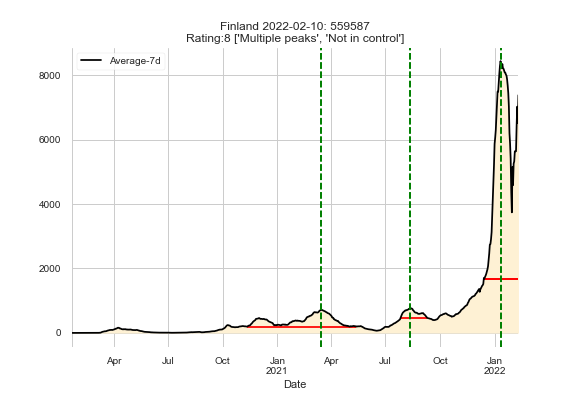 Finland 2022-02-10: 559587
Rating:8 ['Multiple peaks', 'Not in control']
Average-7d
8000
6000
4000
2000
0
Apr Jul Oct Jan Apr Jul Oct Jan
2021 2022
Date